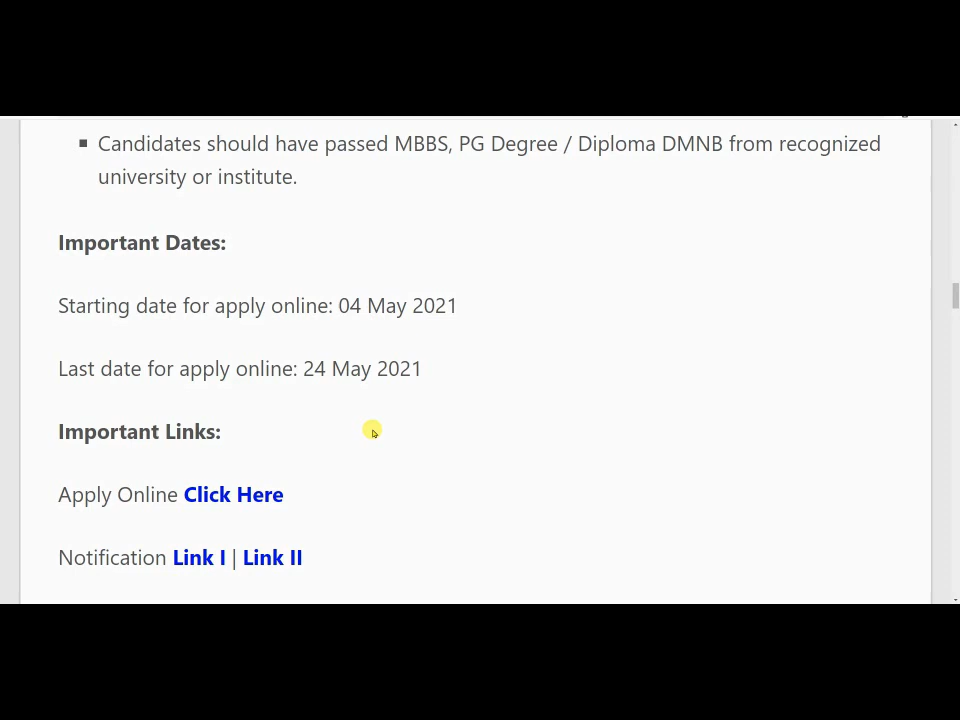 ▪ Candidates should have passed MBBS, PG Degree / Diploma DMNB from recognized
university or institute.
Important Dates:
Starting date for apply online: 04 May 2021
Last date for apply online: 24 May 2021
Important Links:
Apply Online Click Here
Notification Link I | Link II